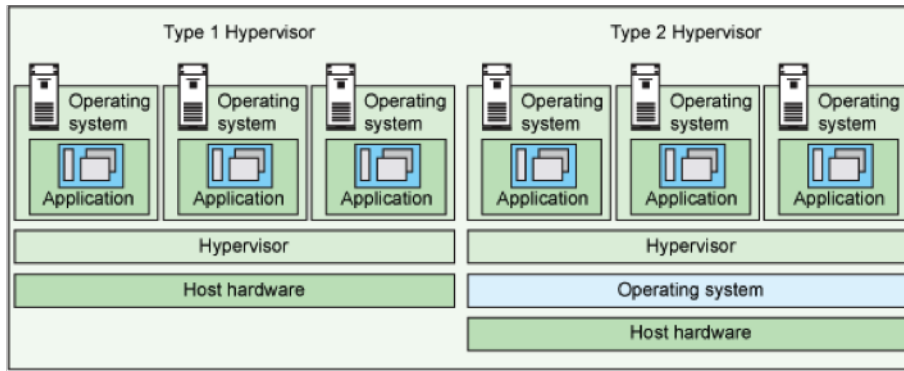 Type 1 Hypervisor
Type 2 Hypervisor
Operating system
Operating system
Operating system
Operating system
Operating system
Operating system
Application
Application
Application
Application
Application
Application
Hypervisor
Hypervisor
Host hardware
Operating system
Host hardware